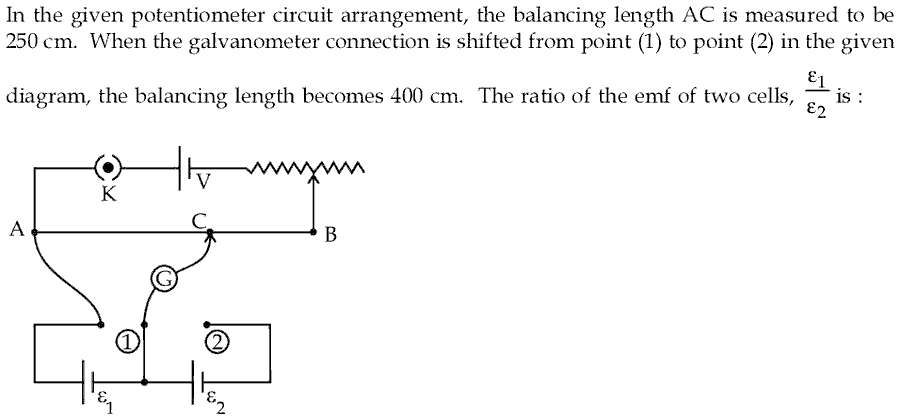 In the given potentiometer circuit arrangement, the balancing length AC is measured to be
250 cm. When the galvanometer connection is shifted from point (1) to point (2) in the given
diagram, the balancing length becomes 400 cm. The ratio of the emf of two cells, ε₁/ε₂ is :
K
V
A
C
B
G
1
2
ε₁
ε₂